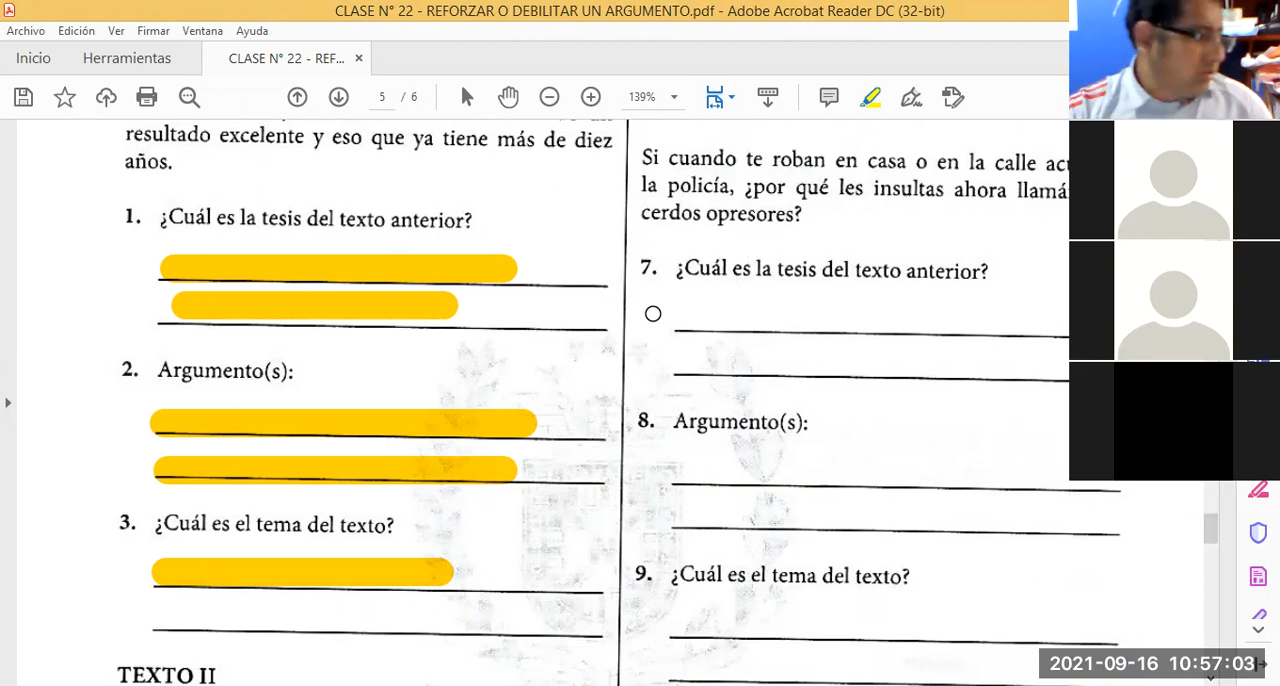 CLASE N° 22 - REFORZAR O DEBILITAR UN ARGUMENTO.pdf - Adobe Acrobat Reader DC (32-bit)
Archivo Edición Ver Firmar Ventana Ayuda
Inicio Herramientas CLASE N° 22 - REF... ×
5 / 6 139%
resultado excelente y eso que ya tiene más de diez
años.
1. ¿Cuál es la tesis del texto anterior?
2. Argumento(s):
3. ¿Cuál es el tema del texto?
TEXTO II
Si cuando te roban en casa o en la calle
la policía, ¿por qué les insultas ahora
cerdos opresores?
7. ¿Cuál es la tesis del texto anterior?
8. Argumento(s):
9. ¿Cuál es el tema del texto?
2021-09-16 10:57:03